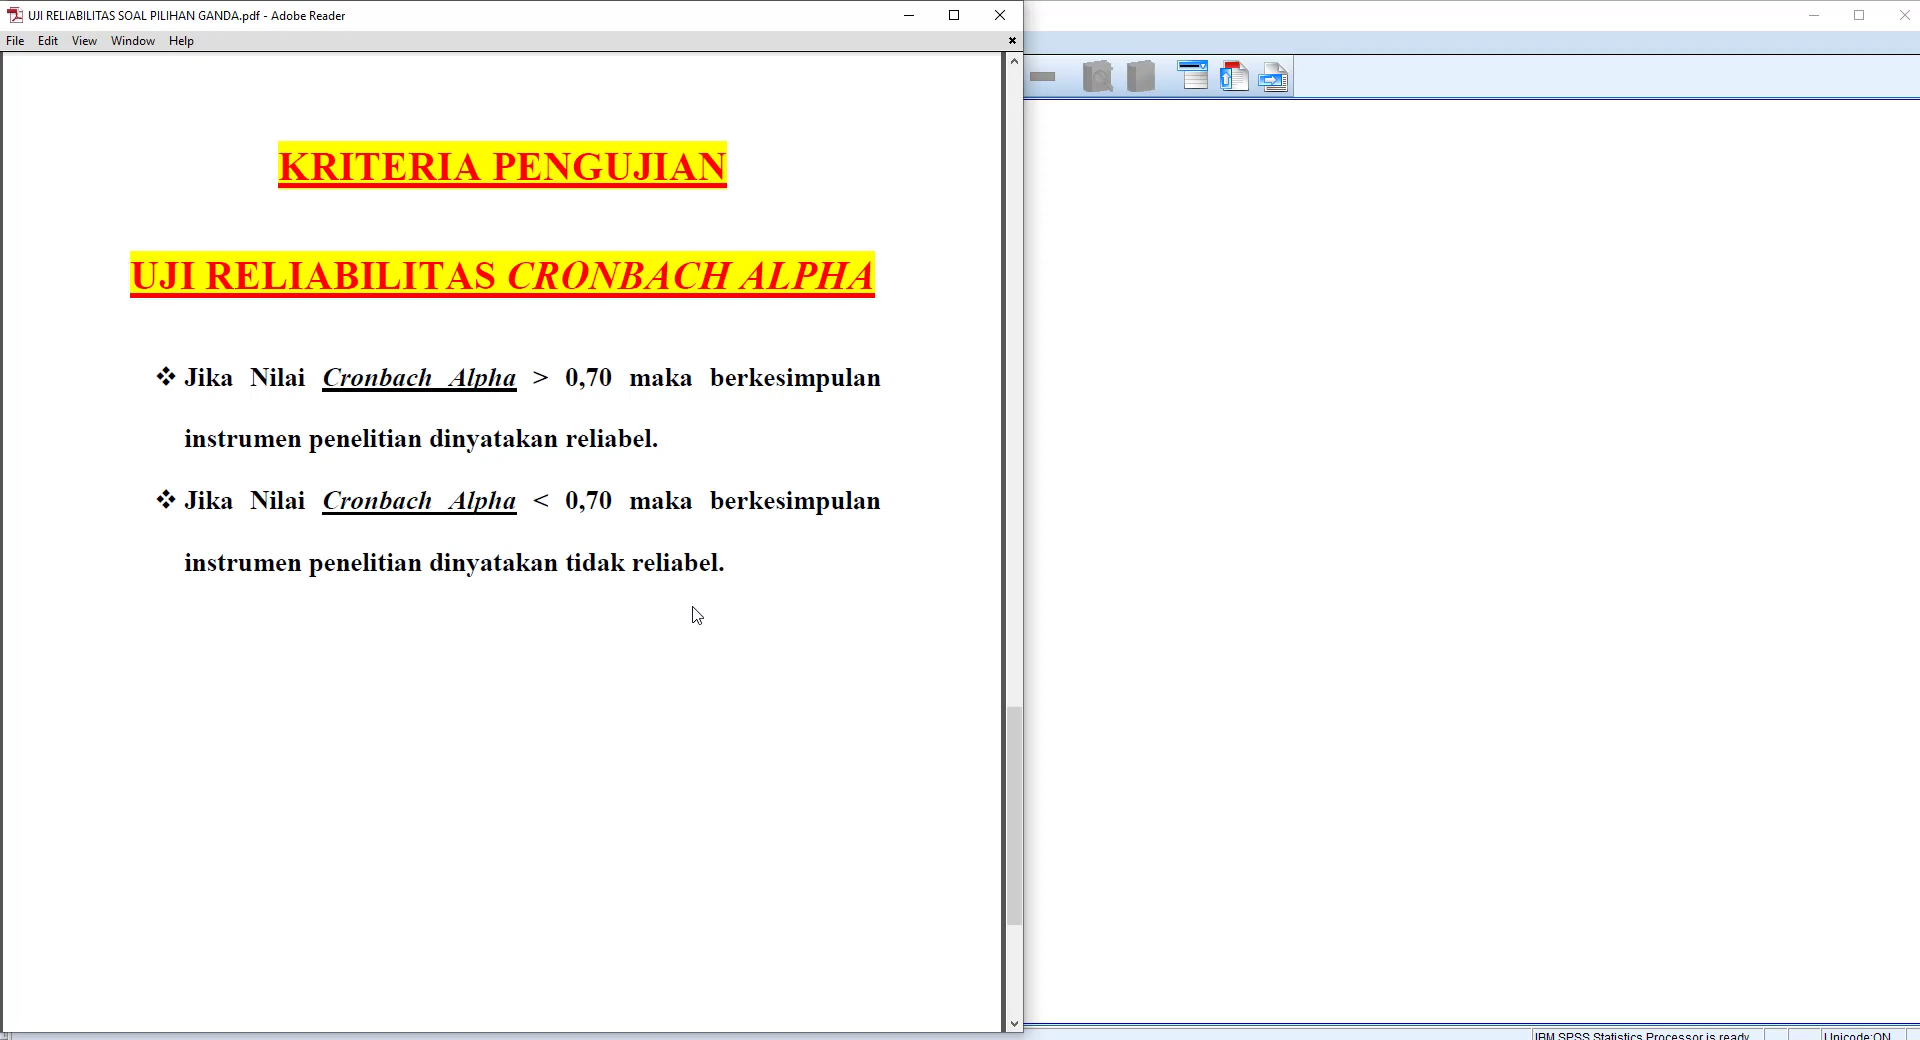 UJI RELIABILITAS SOAL PILIHAN GANDA.pdf - Adobe Reader
File Edit View Window Help
KRITERIA PENGUJIAN
UJI RELIABILITAS CRONBACH ALPHA
❖ Jika Nilai Cronbach Alpha > 0,70 maka berkesimpulan
instrumen penelitian dinyatakan reliabel.
❖ Jika Nilai Cronbach Alpha < 0,70 maka berkesimpulan
instrumen penelitian dinyatakan tidak reliabel.
IBM SPSS Statistics Processor is ready
Unicode:ON